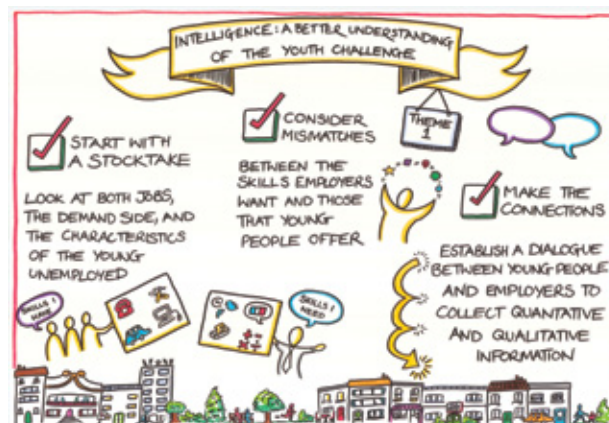 INTELLIGENCE: A BETTER UNDERSTANDING
OF THE YOUTH CHALLENGE
START WITH
A STOCKTAKE
LOOK AT BOTH JOBS,
THE DEMAND SIDE, AND
THE CHARACTERISTICS
OF THE YOUNG
UNEMPLOYED
SKILLS I
HAVE
CONSIDER
MISMATCHES
BETWEEN THE
SKILLS EMPLOYERS
WANT AND THOSE
THAT YOUNG
PEOPLE OFFER
SKILLS I
NEED
THEME
1
MAKE THE
CONNECTIONS
ESTABLISH A DIALOGUE
BETWEEN YOUNG PEOPLE
AND EMPLOYERS TO
COLLECT QUANTATIVE
AND QUALITATIVE
INFORMATION